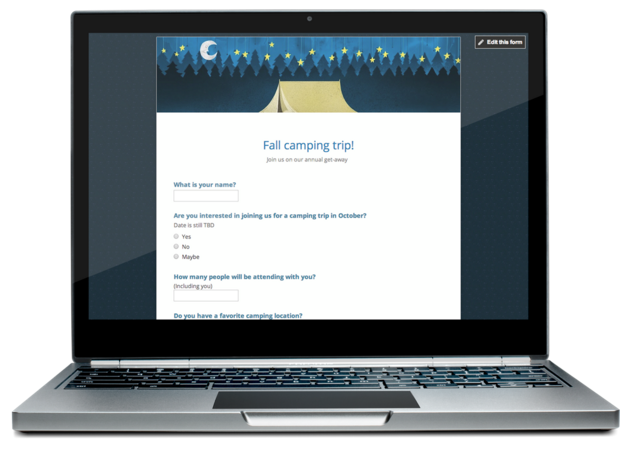 Edit this form
Fall camping trip!
Join us on our annual get-away
What is your name?
Are you interested in joining us for a camping trip in October?
Date is still TBD
Yes
No
Maybe
How many people will be attending with you?
(Including you)
Do you have a favorite camping location?